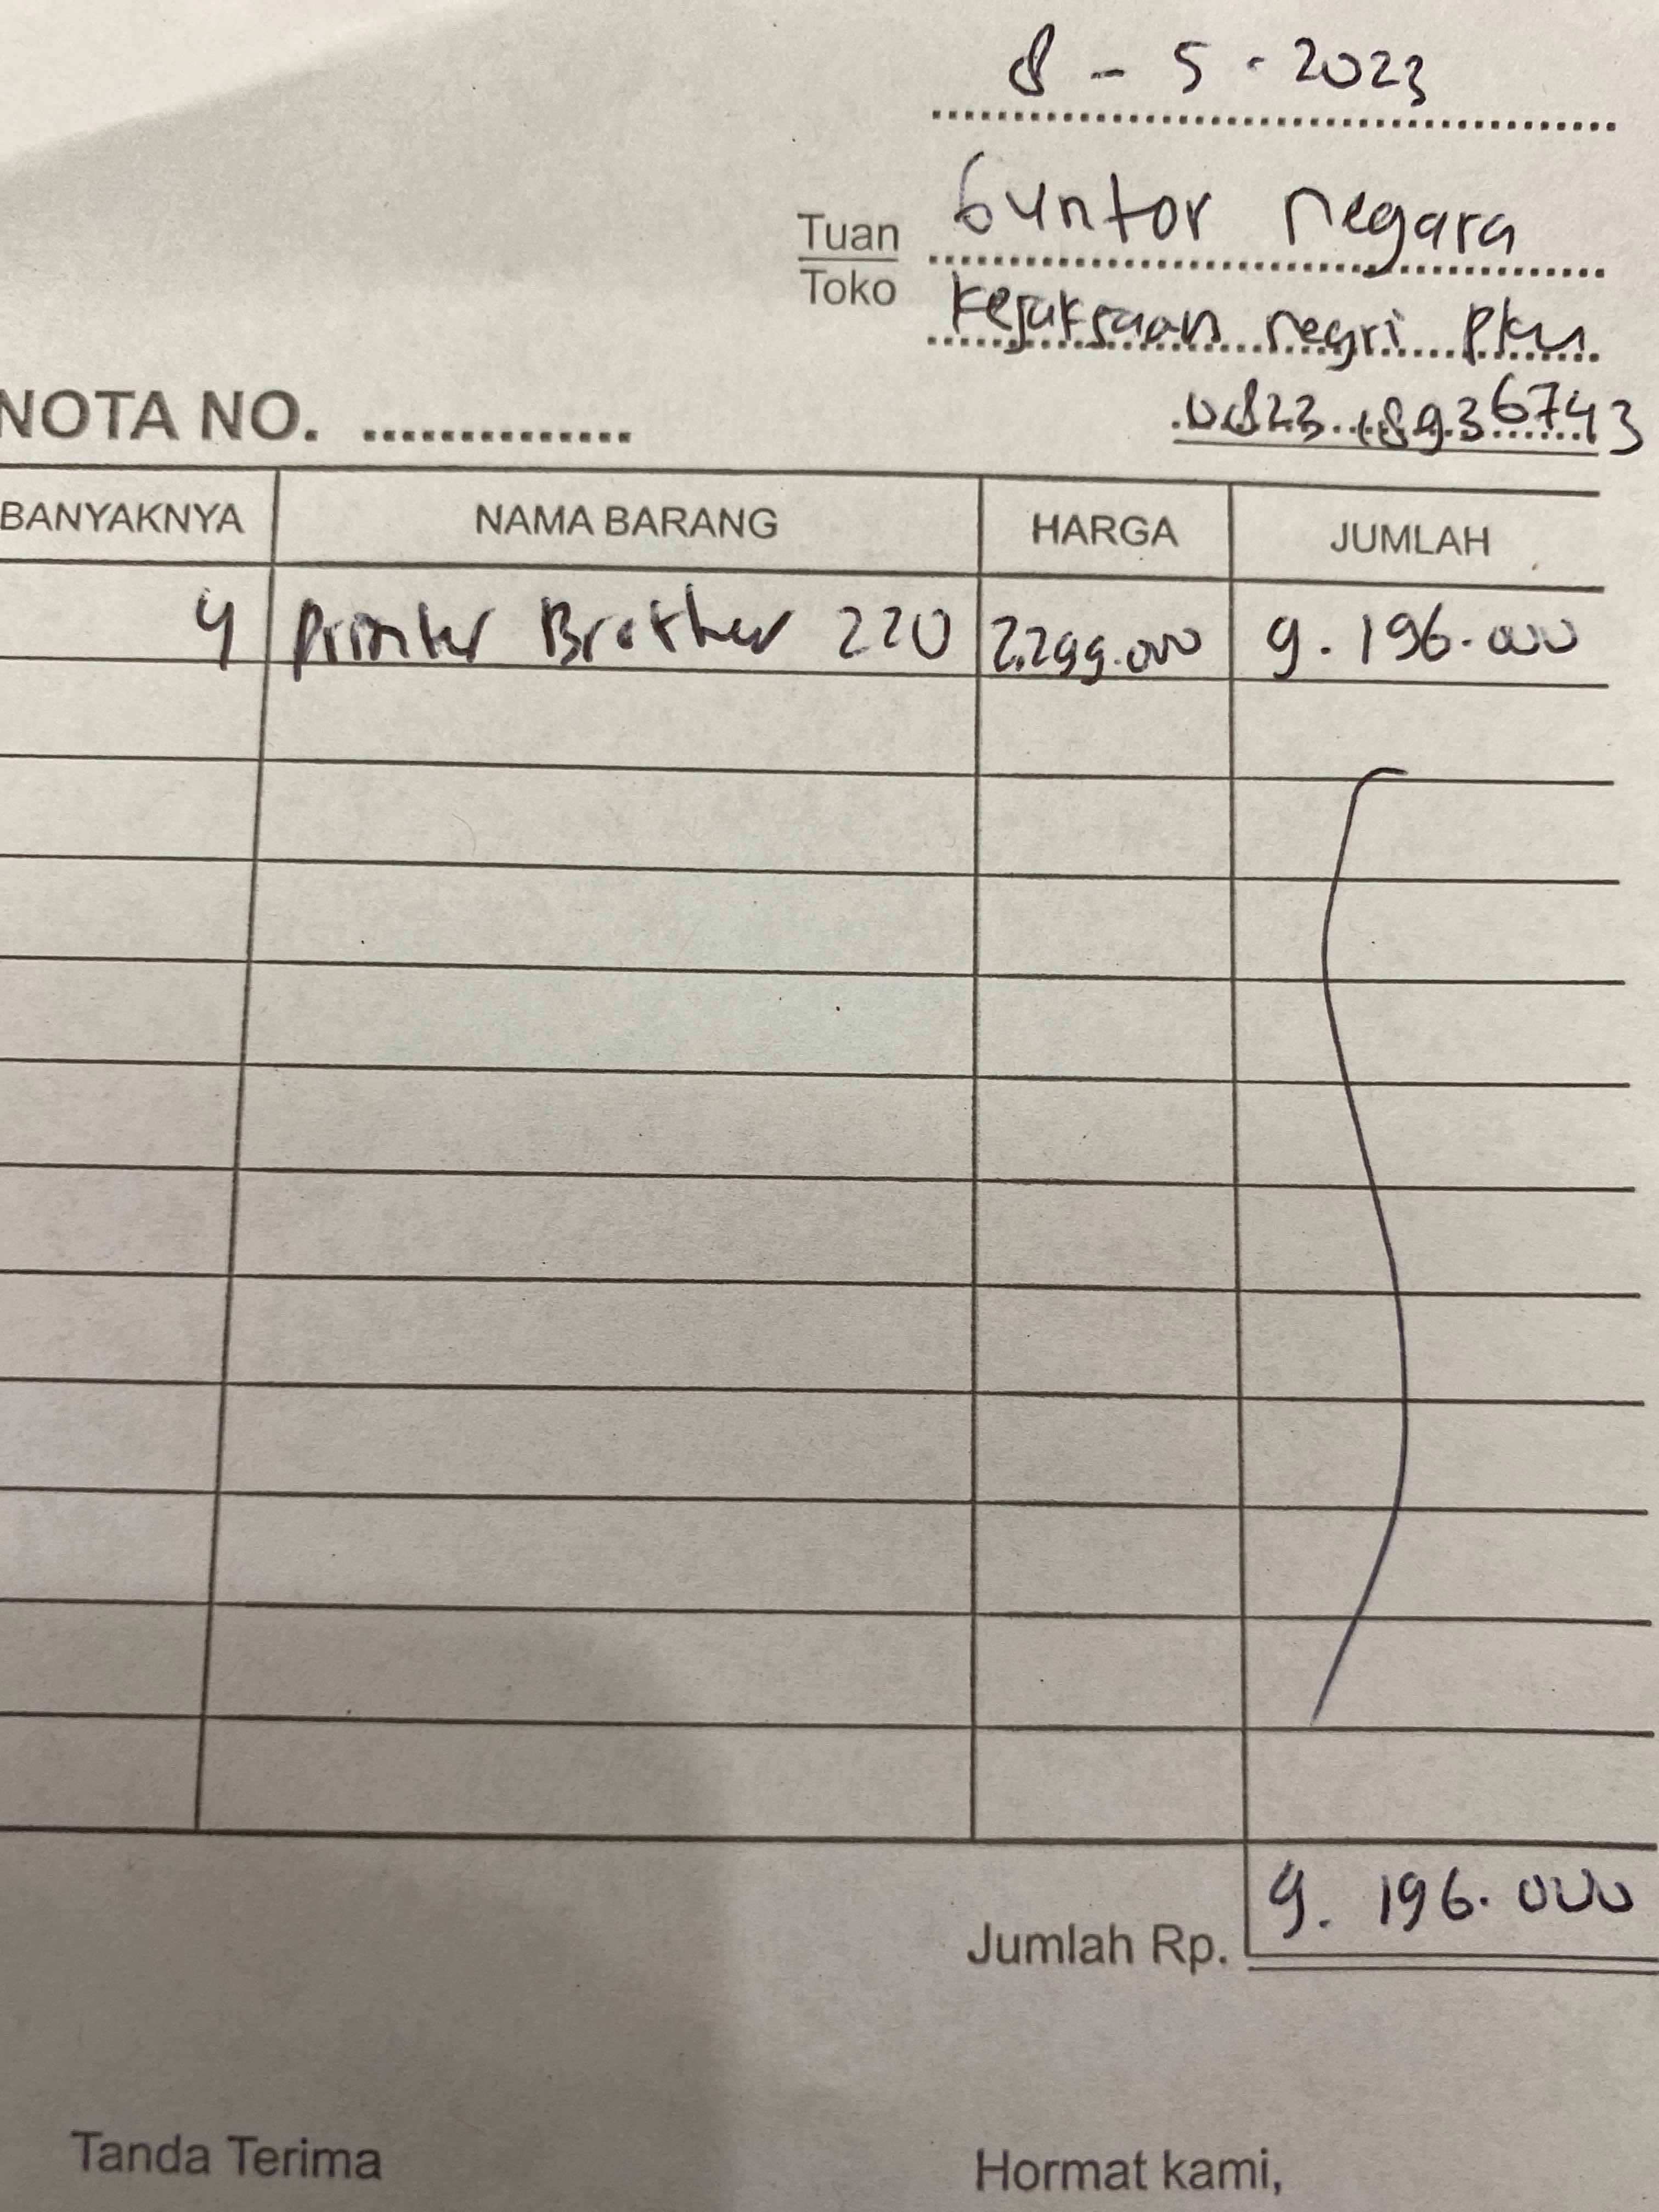 8 - 5 - 2023
Tuan guntor negara
Toko kejaksaan negri pku
NOTA NO. ..............
0823 18936743
BANYAKNYA NAMA BARANG HARGA JUMLAH
4 printer Brother 220 2.299.000 9.196.000
Jumlah Rp. 9.196.000
Tanda Terima Hormat kami,